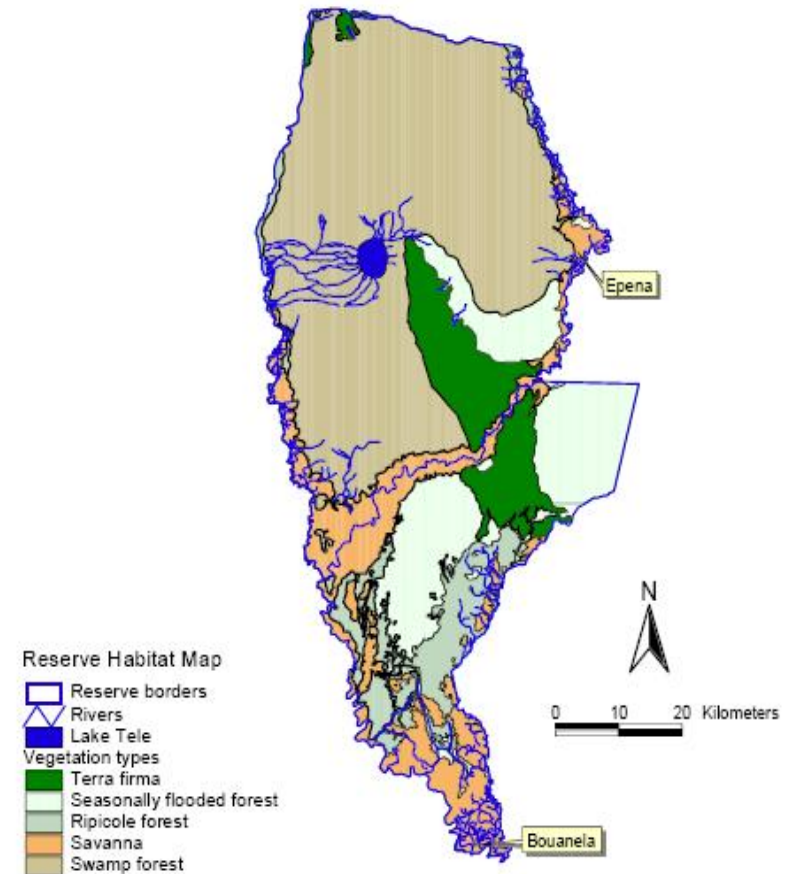 Epena
N
Reserve Habitat Map
Reserve borders
Rivers
0 10 20 Kilometers
Lake Tele
Vegetation types
Terra firma
Seasonally flooded forest
Ripicole forest
Savanna
Bouanela
Swamp forest